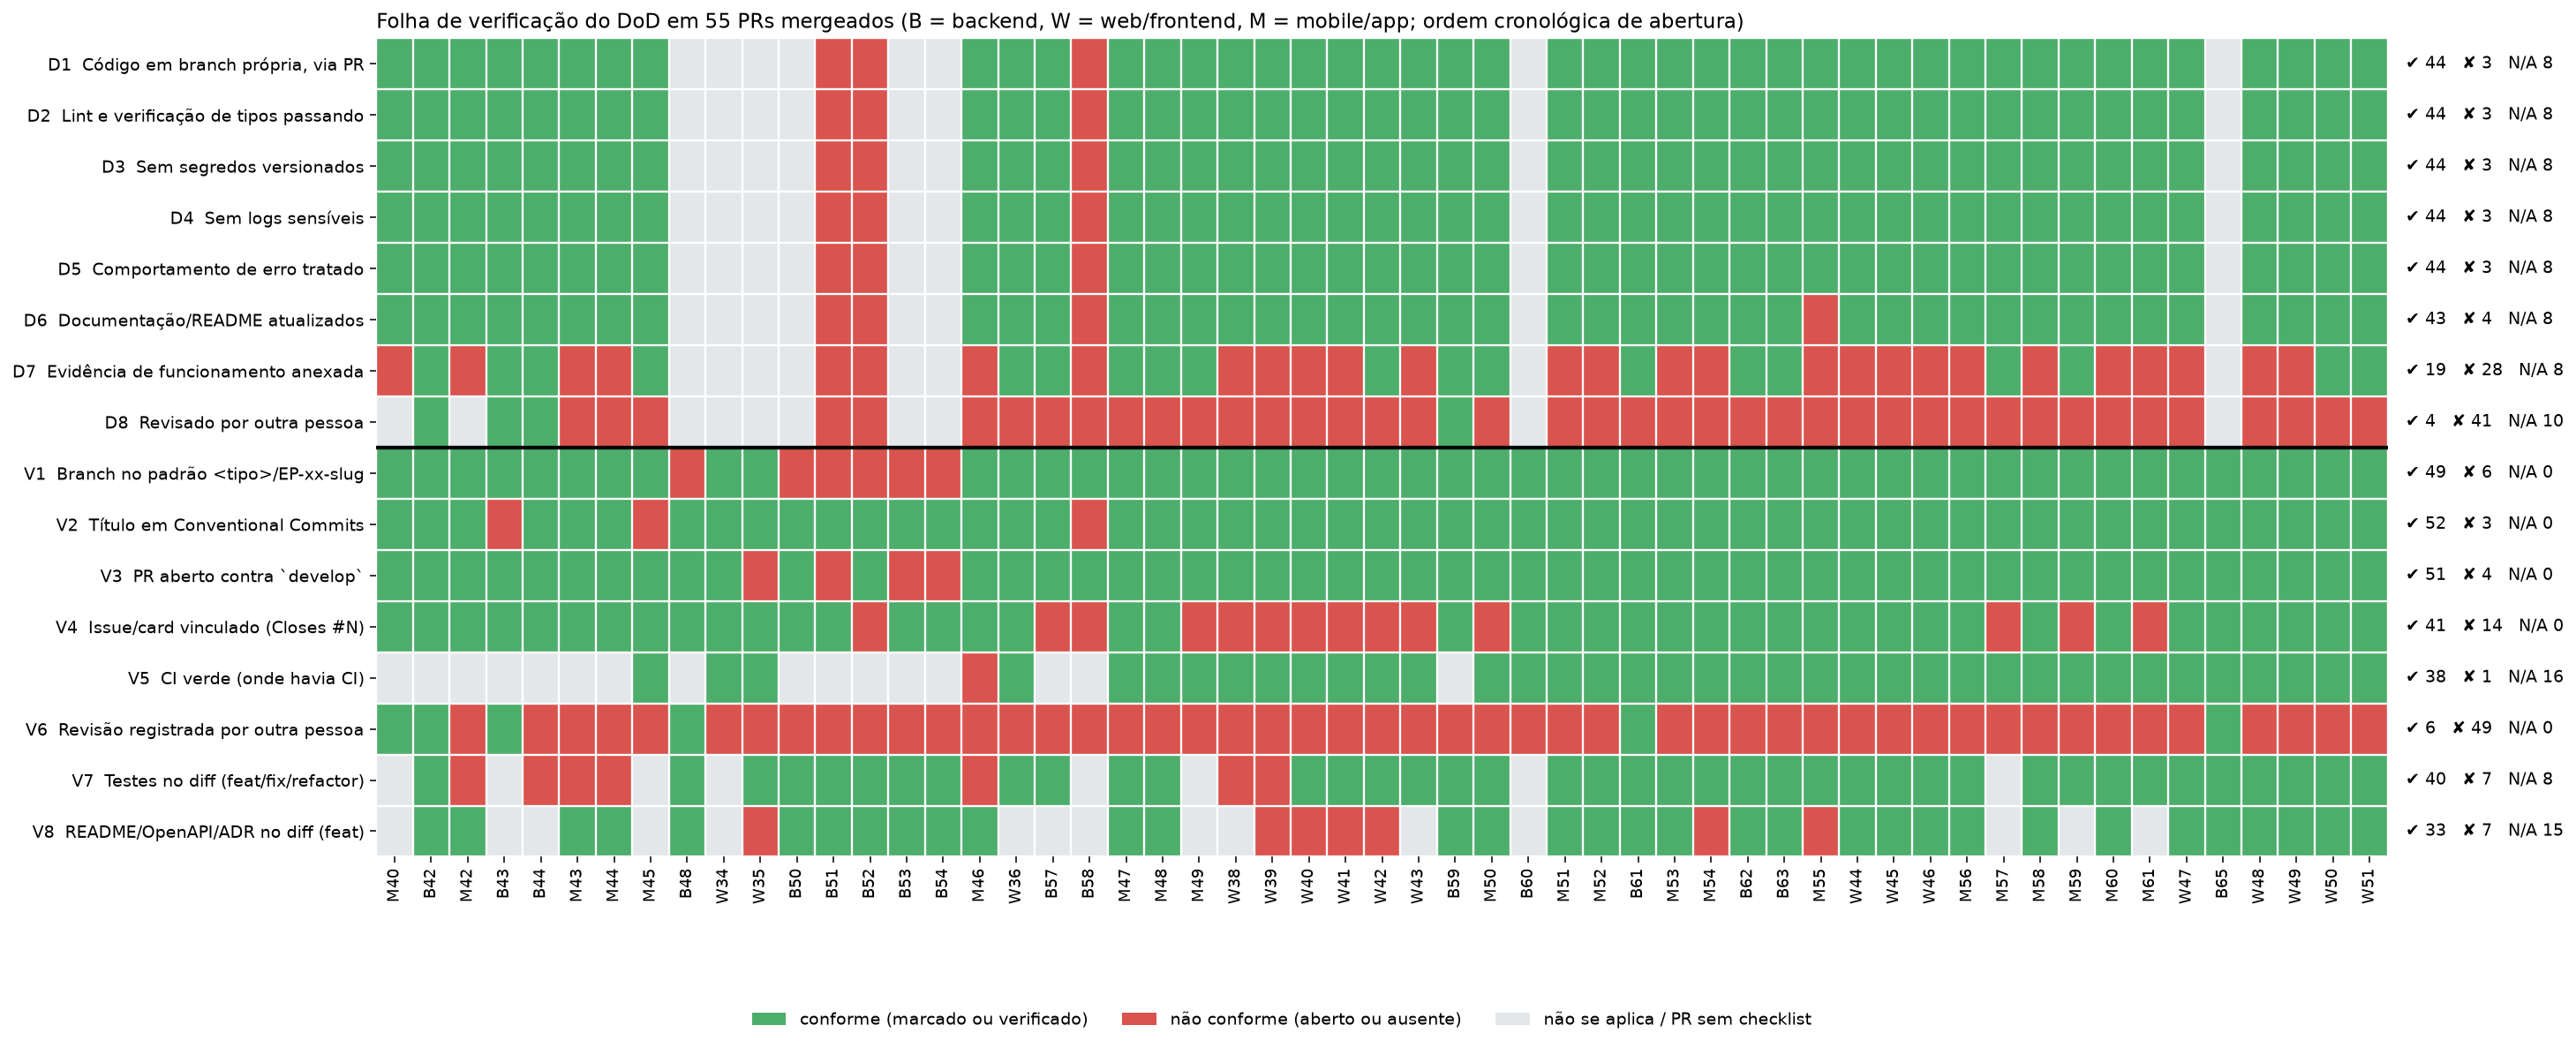 Folha de verificação do DoD em 55 PRs mergeados (B = backend, W = web/frontend, M = mobile/app; ordem cronológica de abertura)
D1 Código em branch própria, via PR ✔ 44 ✘ 3 N/A 8
D2 Lint e verificação de tipos passando ✔ 44 ✘ 3 N/A 8
D3 Sem segredos versionados ✔ 44 ✘ 3 N/A 8
D4 Sem logs sensíveis ✔ 44 ✘ 3 N/A 8
D5 Comportamento de erro tratado ✔ 44 ✘ 3 N/A 8
D6 Documentação/README atualizados ✔ 43 ✘ 4 N/A 8
D7 Evidência de funcionamento anexada ✔ 19 ✘ 28 N/A 8
D8 Revisado por outra pessoa ✔ 4 ✘ 41 N/A 10
V1 Branch no padrão <tipo>/EP-xx-slug ✔ 49 ✘ 6 N/A 0
V2 Título em Conventional Commits ✔ 52 ✘ 3 N/A 0
V3 PR aberto contra `develop` ✔ 51 ✘ 4 N/A 0
V4 Issue/card vinculado (Closes #N) ✔ 41 ✘ 14 N/A 0
V5 CI verde (onde havia CI) ✔ 38 ✘ 1 N/A 16
V6 Revisão registrada por outra pessoa ✔ 6 ✘ 49 N/A 0
V7 Testes no diff (feat/fix/refactor) ✔ 40 ✘ 7 N/A 8
V8 README/OpenAPI/ADR no diff (feat) ✔ 33 ✘ 7 N/A 15
M40 B42 M42 B43 B44 M43 M44 M45 B48 W34 W35 B50 B51 B52 B53 B54 M46 W36 B57 B58 M47 M48 M49 W38 W39 W40 W41 W42 W43 B59 M50 B60 M51 M52 B61 M53 M54 B62 B63 M55 W44 W45 W46 M56 M57 M58 M59 M60 M61 W47 B65 W48 W49 W50 W51
conforme (marcado ou verificado) não conforme (aberto ou ausente) não se aplica / PR sem checklist